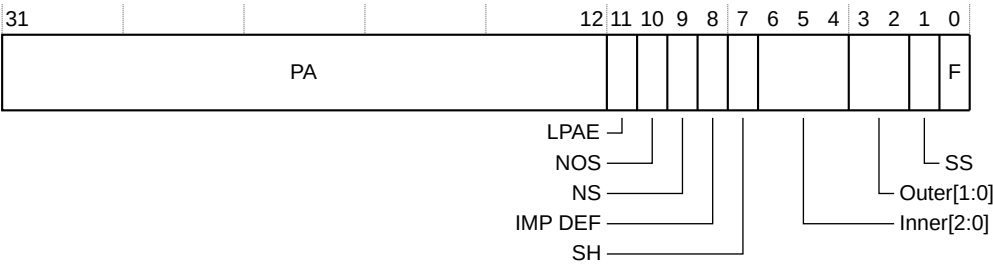 31 12 11 10 9 8 7 6 5 4 3 2 1 0
PA F
LPAE
NOS SS
NS Outer[1:0]
IMP DEF Inner[2:0]
SH